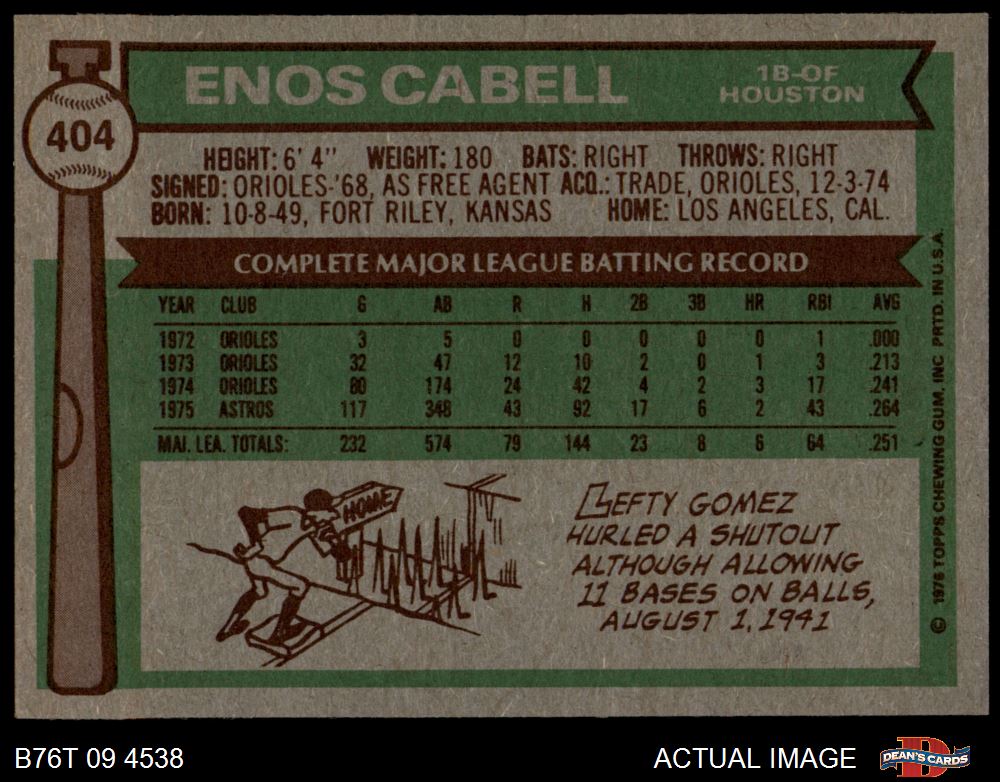 ENOS CABELL
1B-OF
HOUSTON
404
HEIGHT: 6' 4" WEIGHT: 180 BATS: RIGHT THROWS: RIGHT
SIGNED: ORIOLES-'68, AS FREE AGENT ACQ.: TRADE, ORIOLES, 12-3-74
BORN: 10-8-49, FORT RILEY, KANSAS HOME: LOS ANGELES, CAL.
COMPLETE MAJOR LEAGUE BATTING RECORD
YEAR CLUB G AB R H 2B 3B HR RBI AVG
1972 ORIOLES 3 5 0 0 0 0 0 1 .000
1973 ORIOLES 32 47 12 10 2 0 1 3 .213
1974 ORIOLES 80 174 24 42 4 2 3 17 .241
1975 ASTROS 117 348 43 92 17 6 2 43 .264
MAJ. LEA. TOTALS: 232 574 79 144 23 8 6 64 .251
HOME
LEFTY GOMEZ
HURLED A SHUTOUT
ALTHOUGH ALLOWING
11 BASES ON BALLS,
AUGUST 1, 1941
© 1976 TOPPS CHEWING GUM, INC PRTD. IN U.S.A.
B76T 09 4538
ACTUAL IMAGE
D
DEAN'S CARDS